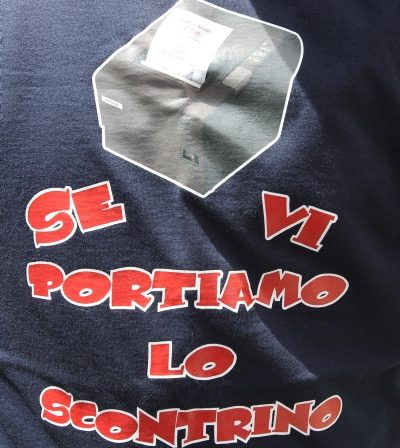 SE VI
PORTIAMO
LO
SCONTRINO